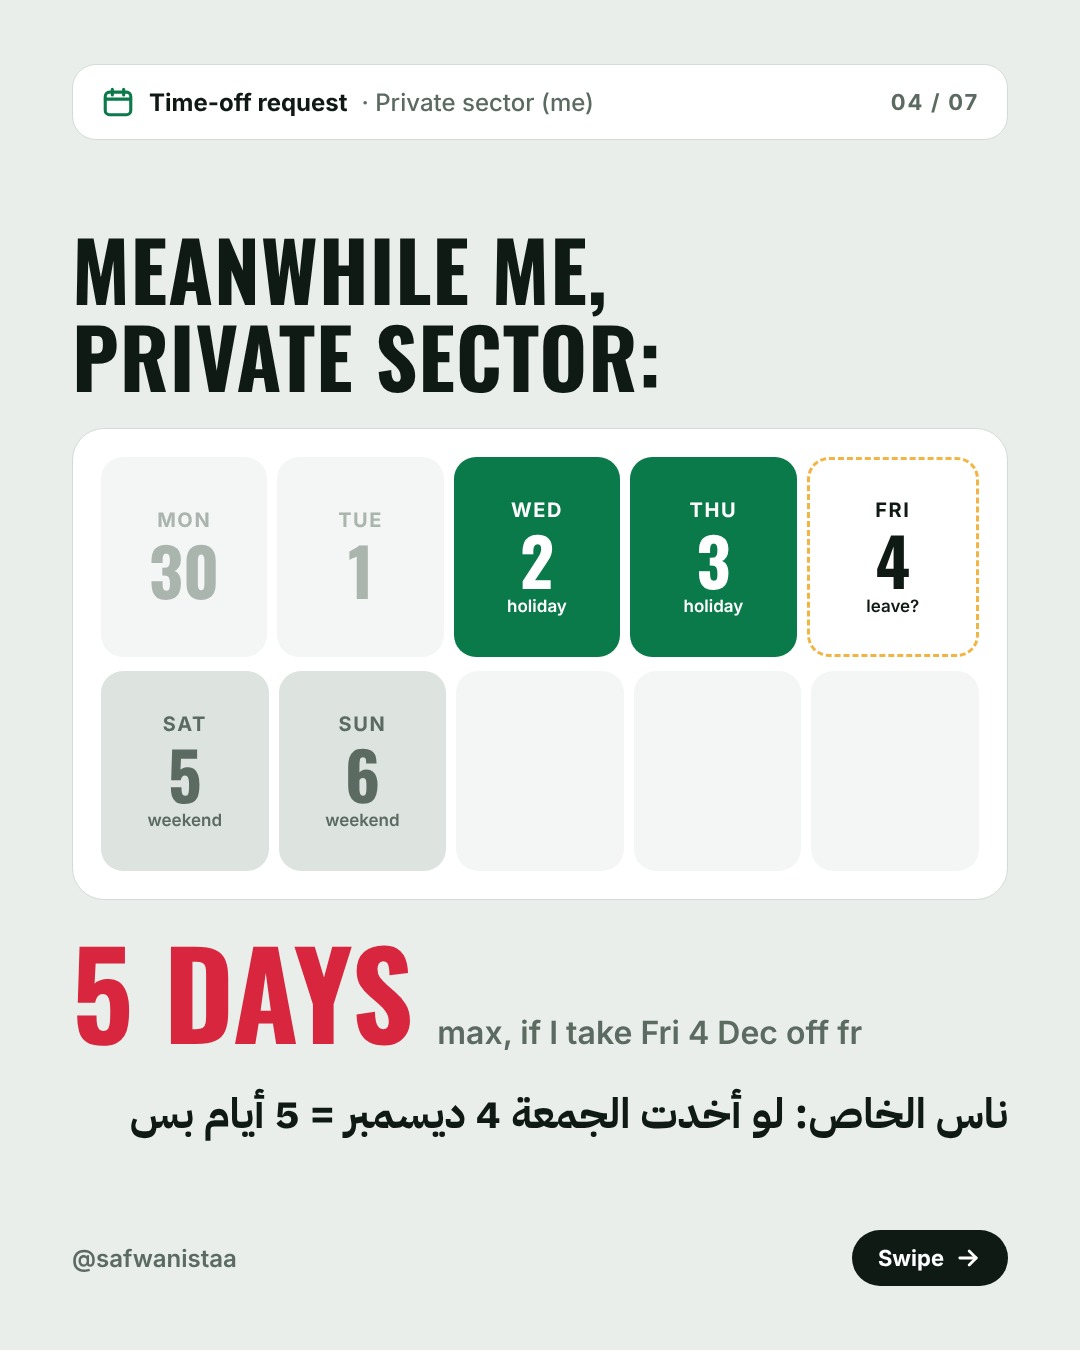 Time-off request · Private sector (me)
04 / 07
MEANWHILE ME,
PRIVATE SECTOR:
MON TUE WED THU FRI
30 1 2 3 4
holiday holiday leave?
SAT SUN
5 6
weekend weekend
5 DAYS max, if I take Fri 4 Dec off fr
ناس الخاص: لو أخدت الجمعة 4 ديسمبر = 5 أيام بس
@safwanistaa
Swipe →